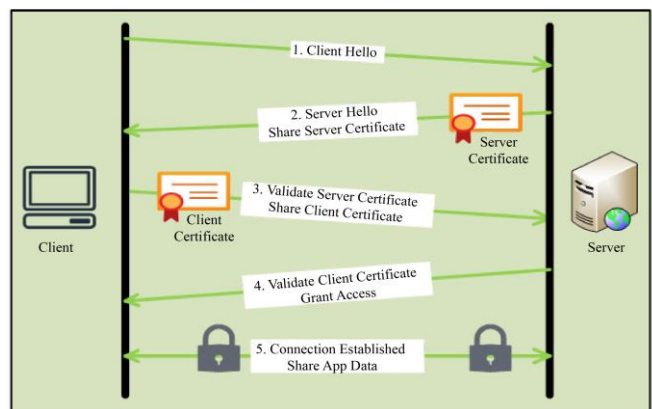 1. Client Hello
2. Server Hello
Share Server Certificate
Server
Certificate
3. Validate Server Certificate
Share Client Certificate
Client
Certificate
Client
Server
4. Validate Client Certificate
Grant Access
5. Connection Established
Share App Data